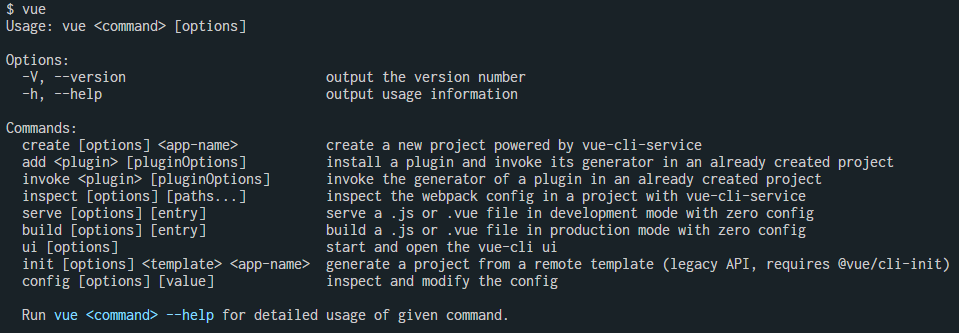 $ vue
Usage: vue <command> [options]

Options:
  -V, --version                         output the version number
  -h, --help                            output usage information

Commands:
  create [options] <app-name>           create a new project powered by vue-cli-service
  add <plugin> [pluginOptions]          install a plugin and invoke its generator in an already created project
  invoke <plugin> [pluginOptions]       invoke the generator of a plugin in an already created project
  inspect [options] [paths...]          inspect the webpack config in a project with vue-cli-service
  serve [options] [entry]               serve a .js or .vue file in development mode with zero config
  build [options] [entry]               build a .js or .vue file in production mode with zero config
  ui [options]                          start and open the vue-cli ui
  init [options] <template> <app-name>  generate a project from a remote template (legacy API, requires @vue/cli-init)
  config [options] [value]              inspect and modify the config

  Run vue <command> --help for detailed usage of given command.